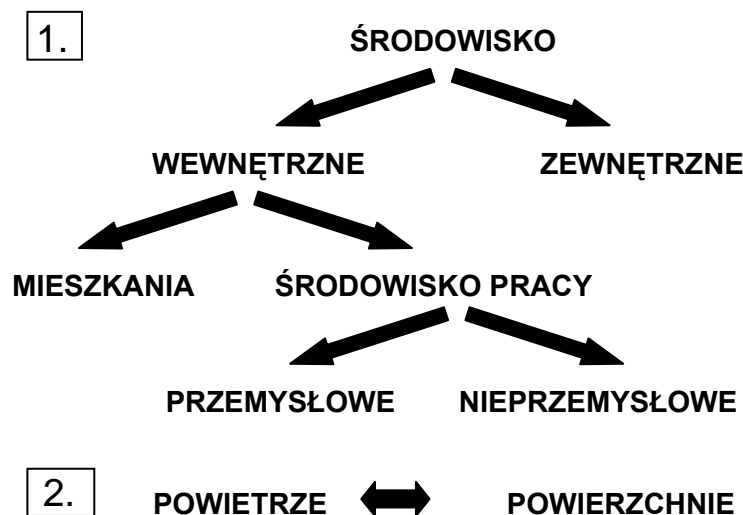 1. ŚRODOWISKO
WEWNĘTRZNE ZEWNĘTRZNE
MIESZKANIA ŚRODOWISKO PRACY
PRZEMYSŁOWE NIEPRZEMYSŁOWE
2. POWIETRZE POWIERZCHNIE